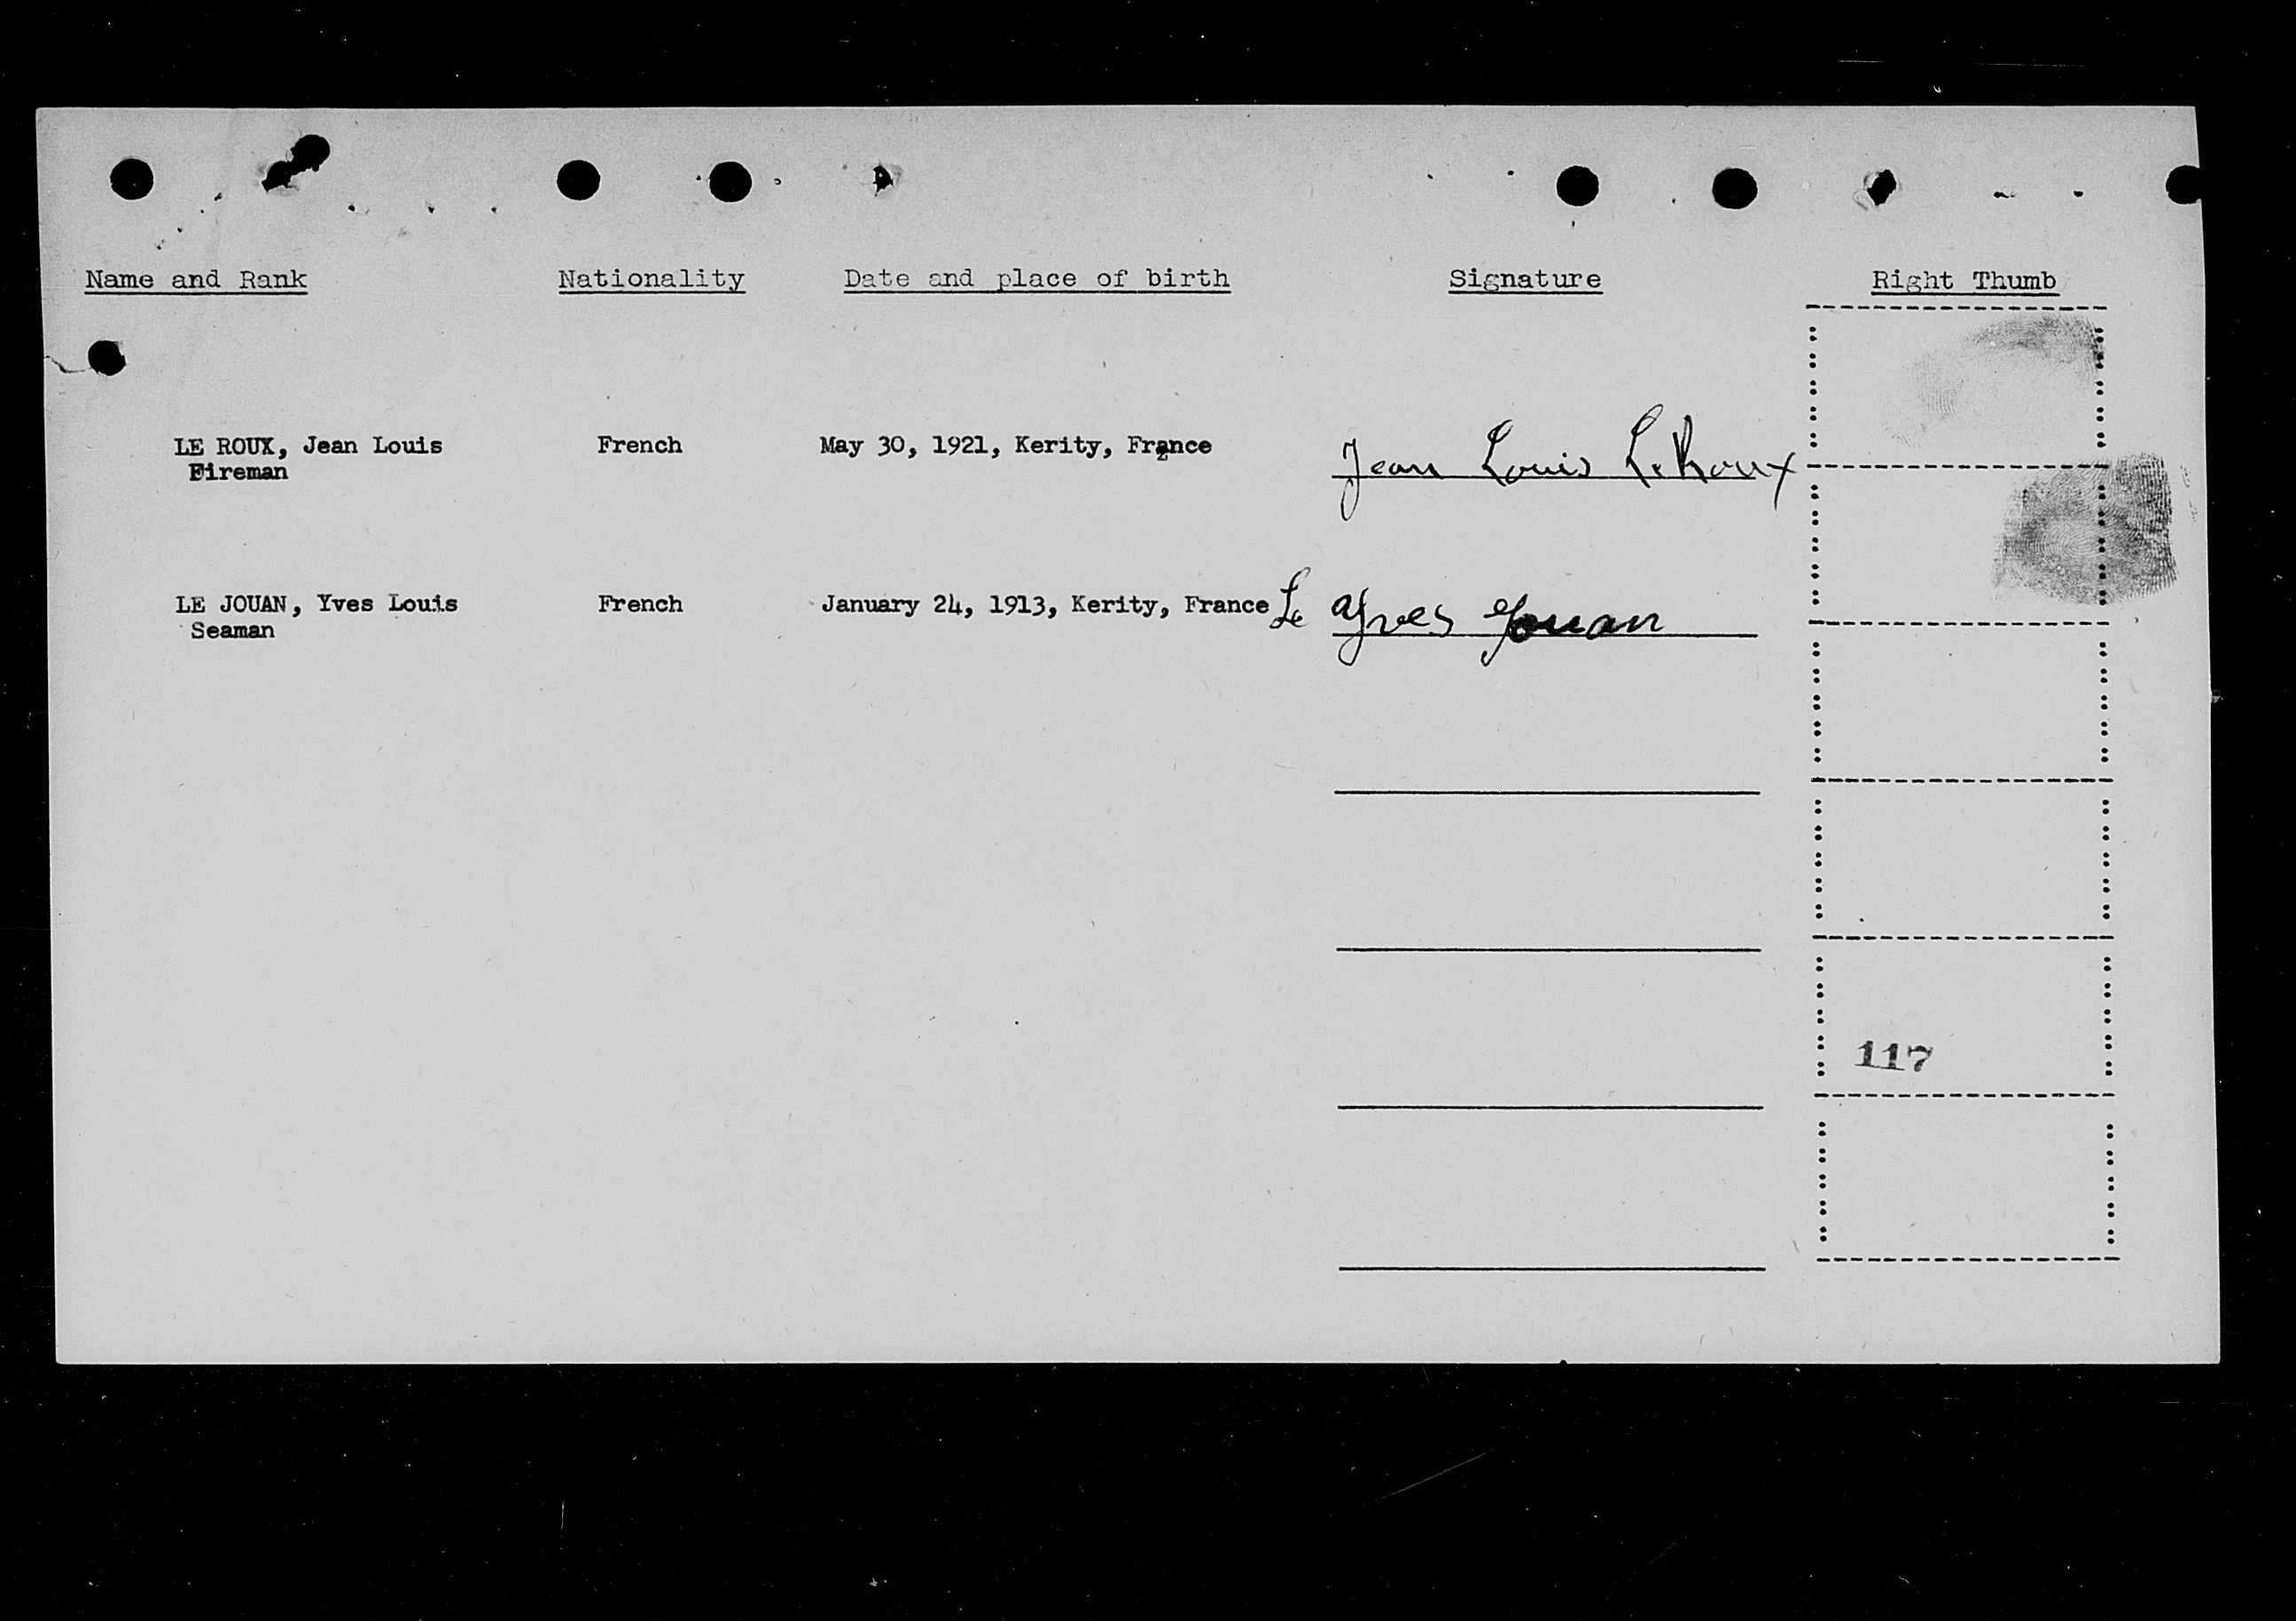 Name and Rank Nationality Date and place of birth Signature Right Thumb
LE ROUX, Jean Louis French May 30, 1921, Kerity, France Jean Louis Le Roux
Fireman
LE JOUAN, Yves Louis French January 24, 1913, Kerity, France Le Yves Jouan
Seaman
117